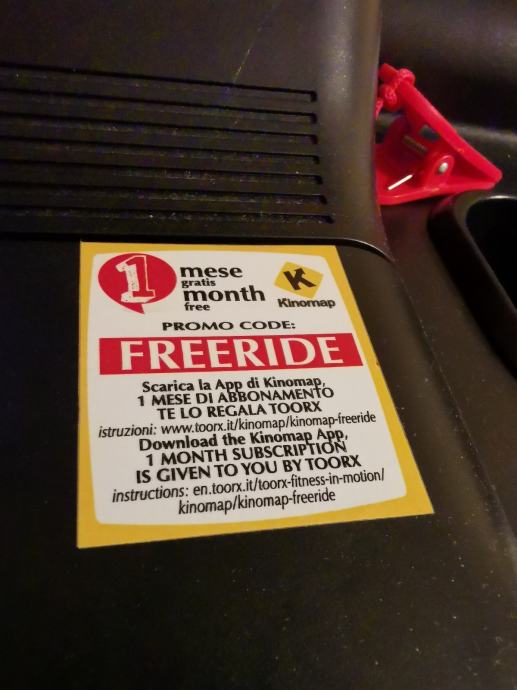 1 mese
gratis
month
free
K
Kinomap
PROMO CODE:
FREERIDE
Scarica la App di Kinomap,
1 MESE DI ABBONAMENTO
TE LO REGALA TOORX
istruzioni: www.toorx.it/kinomap/kinomap-freeride
Download the Kinomap App,
1 MONTH SUBSCRIPTION
IS GIVEN TO YOU BY TOORX
instructions: en.toorx.it/toorx-fitness-in-motion/
kinomap/kinomap-freeride